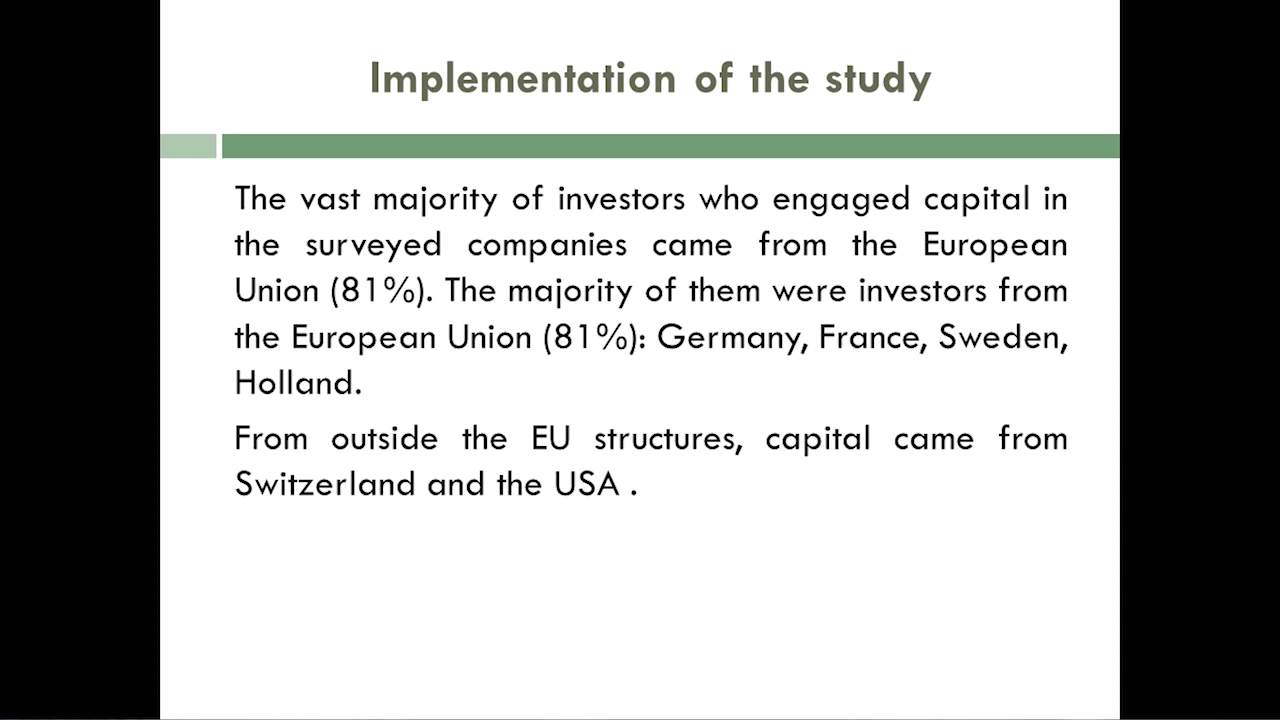 Implementation of the study
The vast majority of investors who engaged capital in
the surveyed companies came from the European
Union (81%). The majority of them were investors from
the European Union (81%): Germany, France, Sweden,
Holland.
From outside the EU structures, capital came from
Switzerland and the USA .